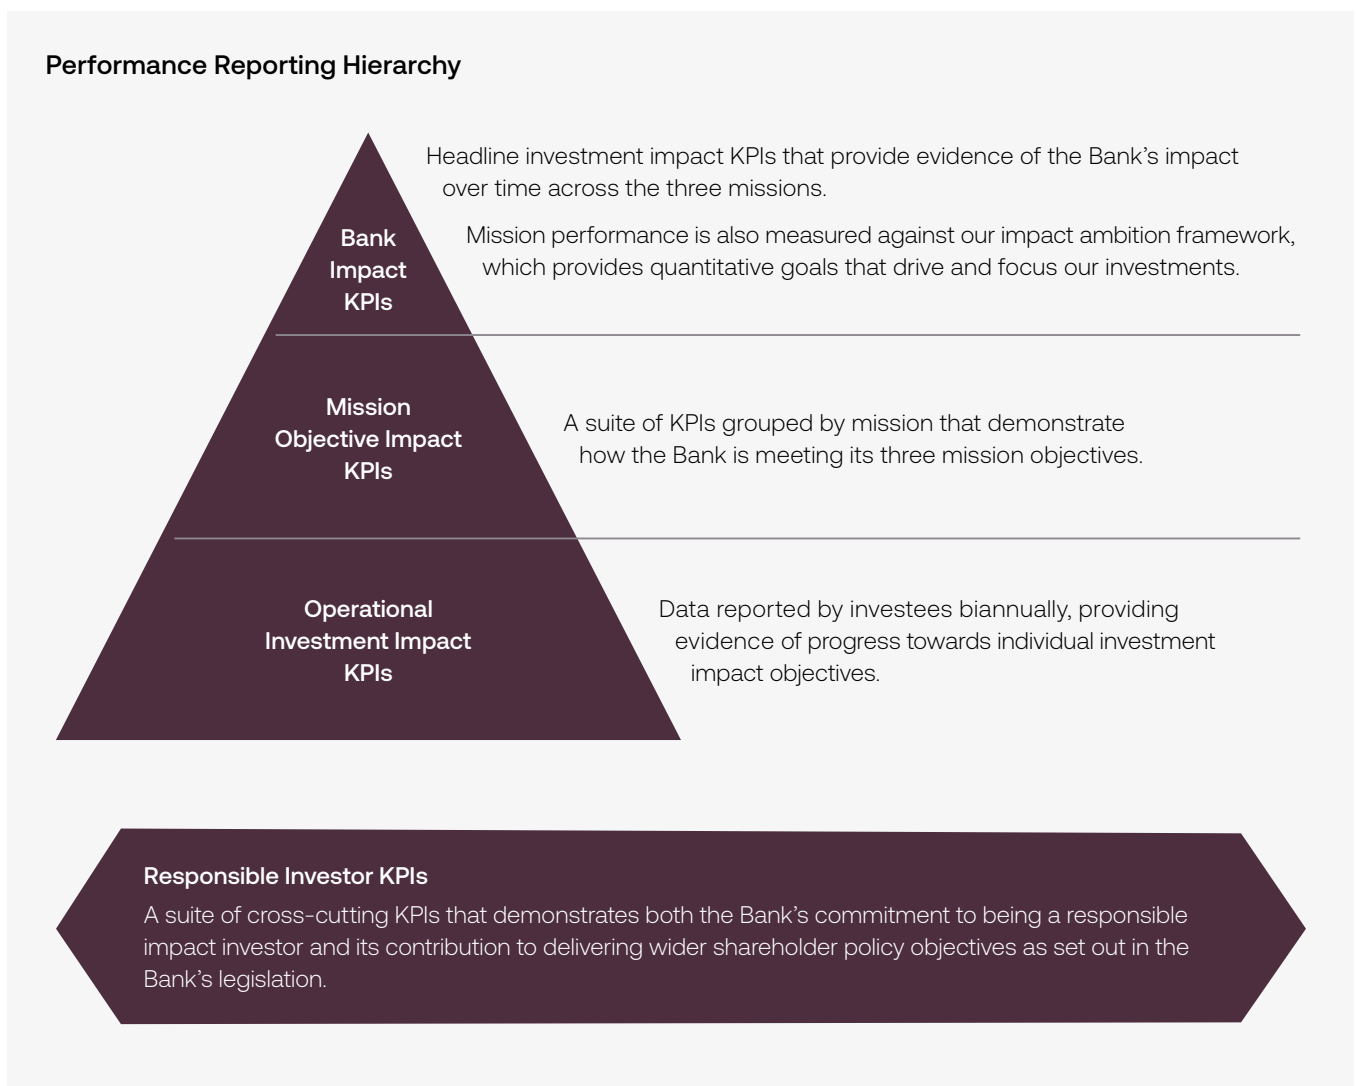 Performance Reporting Hierarchy
Bank
Impact
KPIs
Headline investment impact KPIs that provide evidence of the Bank’s impact
over time across the three missions.
Mission performance is also measured against our impact ambition framework,
which provides quantitative goals that drive and focus our investments.
Mission
Objective Impact
KPIs
A suite of KPIs grouped by mission that demonstrate
how the Bank is meeting its three mission objectives.
Operational
Investment Impact
KPIs
Data reported by investees biannually, providing
evidence of progress towards individual investment
impact objectives.
Responsible Investor KPIs
A suite of cross-cutting KPIs that demonstrates both the Bank’s commitment to being a responsible
impact investor and its contribution to delivering wider shareholder policy objectives as set out in the
Bank’s legislation.